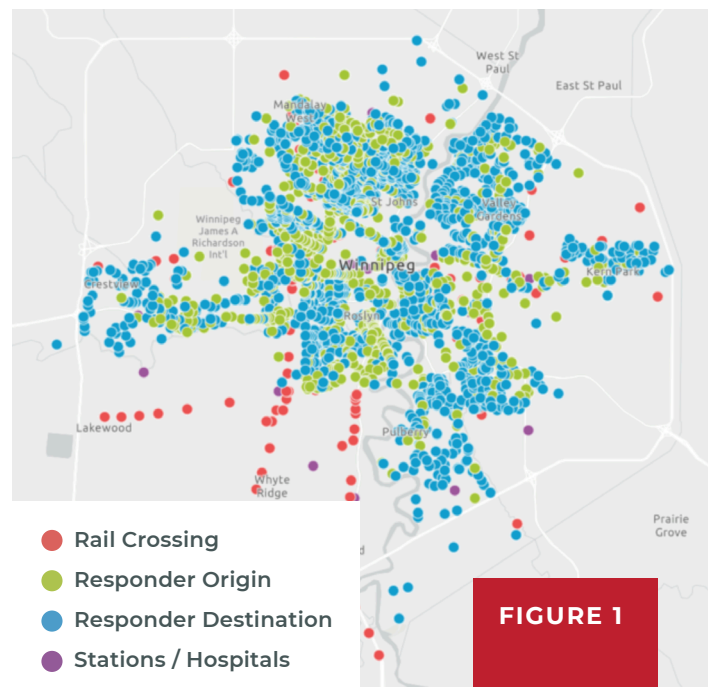 West St
Paul
East St Paul
Mandalay
West
St Johns
Valley
Gardens
Winnipeg
James A
Richardson
Int'l
Winnipeg
Kern Park
Crestview
Roslyn
Lakewood
Pulberry
Whyte
Ridge
Prairie
Grove
d
Rail Crossing
Responder Origin
Responder Destination
Stations / Hospitals
FIGURE 1